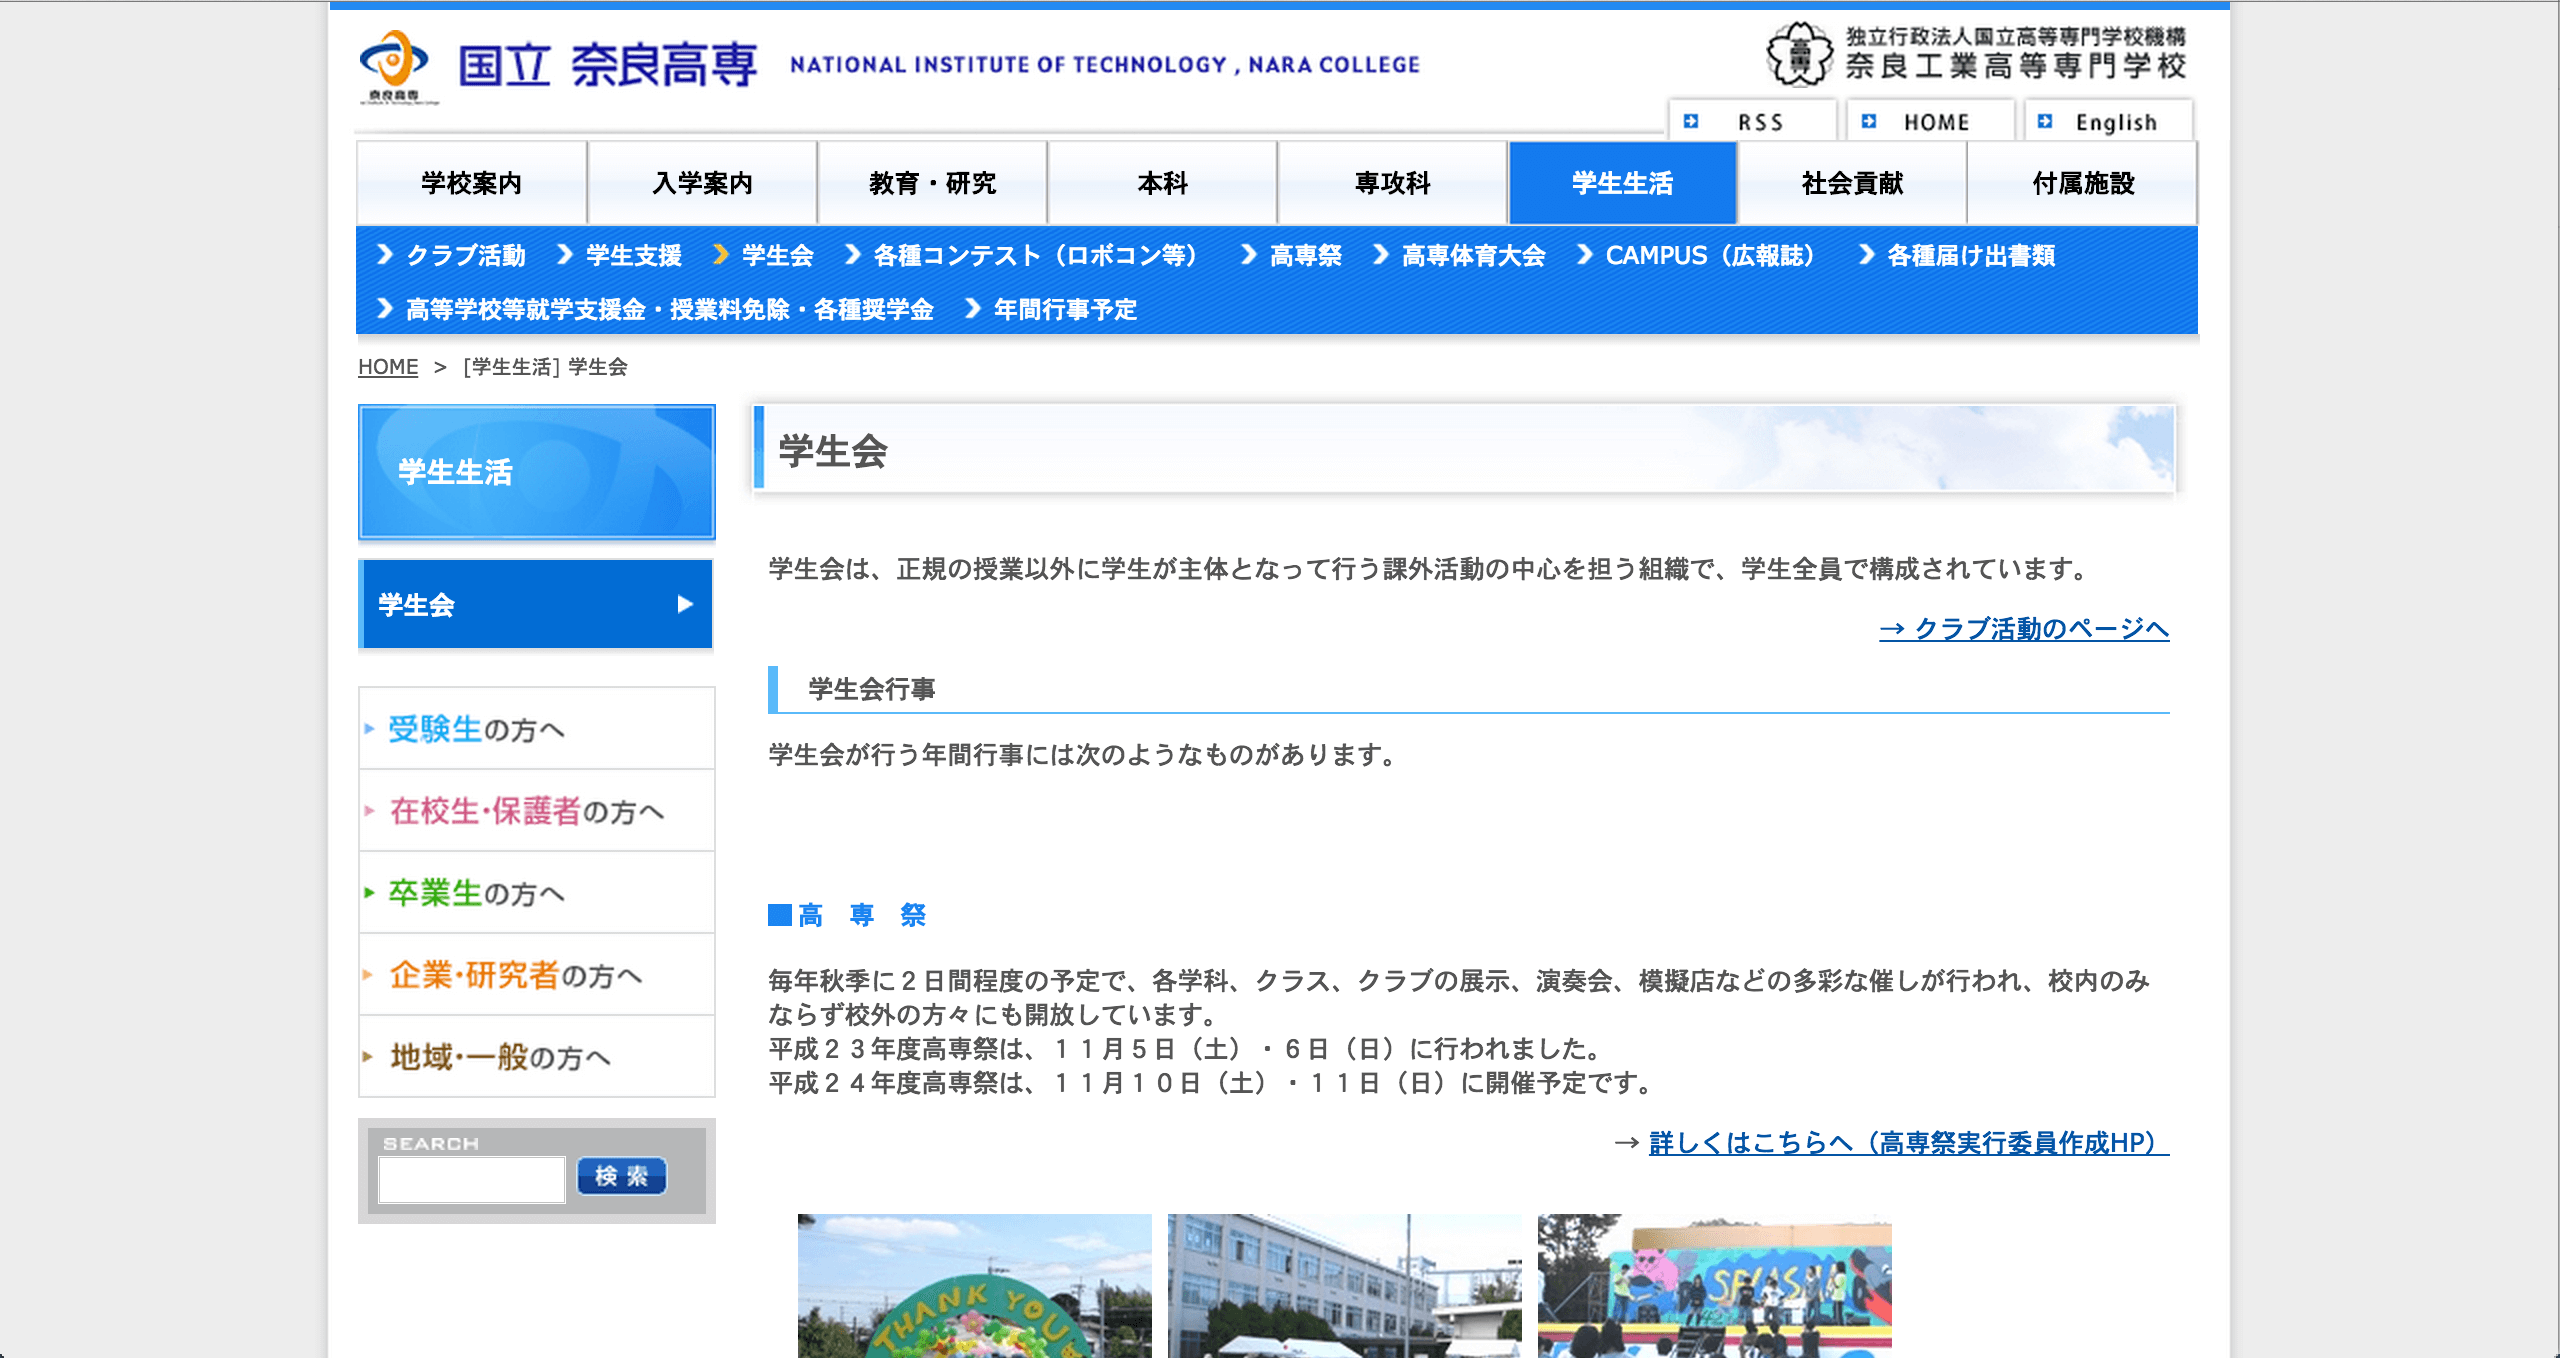 国立 奈良高専 NATIONAL INSTITUTE OF TECHNOLOGY , NARA COLLEGE
奈良高専
高専
独立行政法人国立高等専門学校機構
奈良工業高等専門学校
RSS HOME English
学校案内 入学案内 教育・研究 本科 専攻科 学生生活 社会貢献 付属施設
クラブ活動 学生支援 学生会 各種コンテスト（ロボコン等） 高専祭 高専体育大会 CAMPUS（広報誌） 各種届け出書類
高等学校等就学支援金・授業料免除・各種奨学金 年間行事予定
HOME > [学生生活] 学生会
学生生活
学生会
受験生の方へ
在校生・保護者の方へ
卒業生の方へ
企業・研究者の方へ
地域・一般の方へ
SEARCH
検 索
学生会
学生会は、正規の授業以外に学生が主体となって行う課外活動の中心を担う組織で、学生全員で構成されています。
→ クラブ活動のページへ
学生会行事
学生会が行う年間行事には次のようなものがあります。
■高　専　祭
毎年秋季に２日間程度の予定で、各学科、クラス、クラブの展示、演奏会、模擬店などの多彩な催しが行われ、校内のみ
ならず校外の方々にも開放しています。
平成２３年度高専祭は、１１月５日（土）・６日（日）に行われました。
平成２４年度高専祭は、１１月１０日（土）・１１日（日）に開催予定です。
→ 詳しくはこちらへ（高専祭実行委員作成HP）
THANK YOU